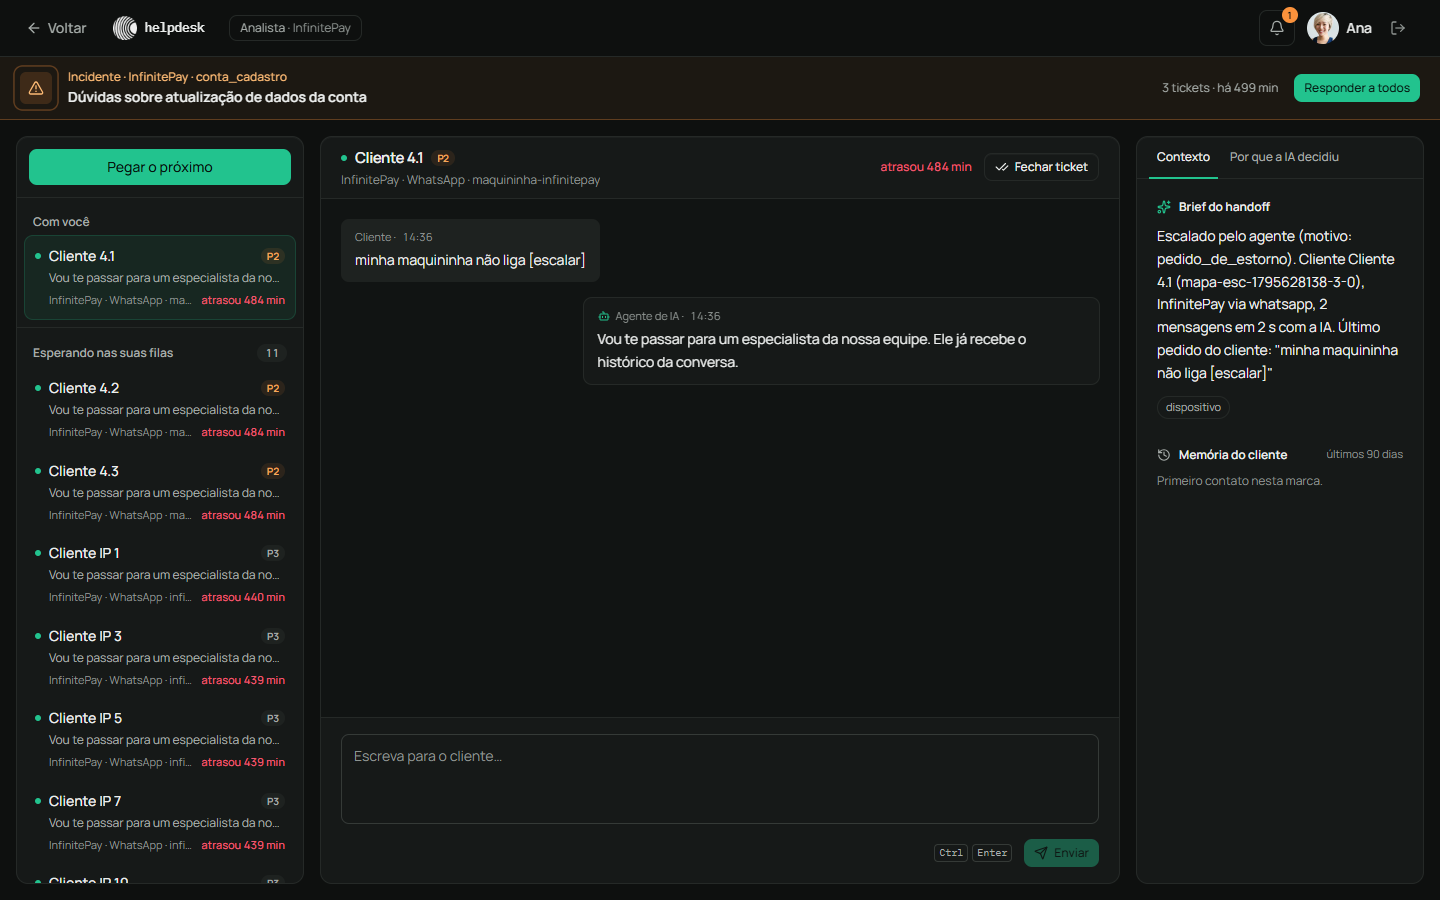 Voltar
helpdesk
Analista · InfinitePay
1
Ana
Incidente · InfinitePay · conta_cadastro
Dúvidas sobre atualização de dados da conta
3 tickets · há 499 min
Responder a todos
Pegar o próximo
Com você
Cliente 4.1
P2
Vou te passar para um especialista da no...
InfinitePay · WhatsApp · ma...
atrasou 484 min
Esperando nas suas filas
11
Cliente 4.2
P2
Vou te passar para um especialista da no...
InfinitePay · WhatsApp · ma...
atrasou 484 min
Cliente 4.3
P2
Vou te passar para um especialista da no...
InfinitePay · WhatsApp · ma...
atrasou 484 min
Cliente IP 1
P3
Vou te passar para um especialista da no...
InfinitePay · WhatsApp · infi...
atrasou 440 min
Cliente IP 3
P3
Vou te passar para um especialista da no...
InfinitePay · WhatsApp · infi...
atrasou 439 min
Cliente IP 5
P3
Vou te passar para um especialista da no...
InfinitePay · WhatsApp · infi...
atrasou 439 min
Cliente IP 7
P3
Vou te passar para um especialista da no...
InfinitePay · WhatsApp · infi...
atrasou 439 min
Cliente IP 10
P3
Cliente 4.1
P2
InfinitePay · WhatsApp · maquininha-infinitepay
atrasou 484 min
Fechar ticket
Cliente · 14:36
minha maquininha não liga [escalar]
Agente de IA · 14:36
Vou te passar para um especialista da nossa equipe. Ele já recebe o
histórico da conversa.
Escreva para o cliente...
Ctrl
Enter
Enviar
Contexto
Por que a IA decidiu
Brief do handoff
Escalado pelo agente (motivo:
pedido_de_estorno). Cliente Cliente
4.1 (mapa-esc-1795628138-3-0),
InfinitePay via whatsapp, 2
mensagens em 2 s com a IA. Último
pedido do cliente: "minha maquininha
não liga [escalar]"
dispositivo
Memória do cliente
últimos 90 dias
Primeiro contato nesta marca.